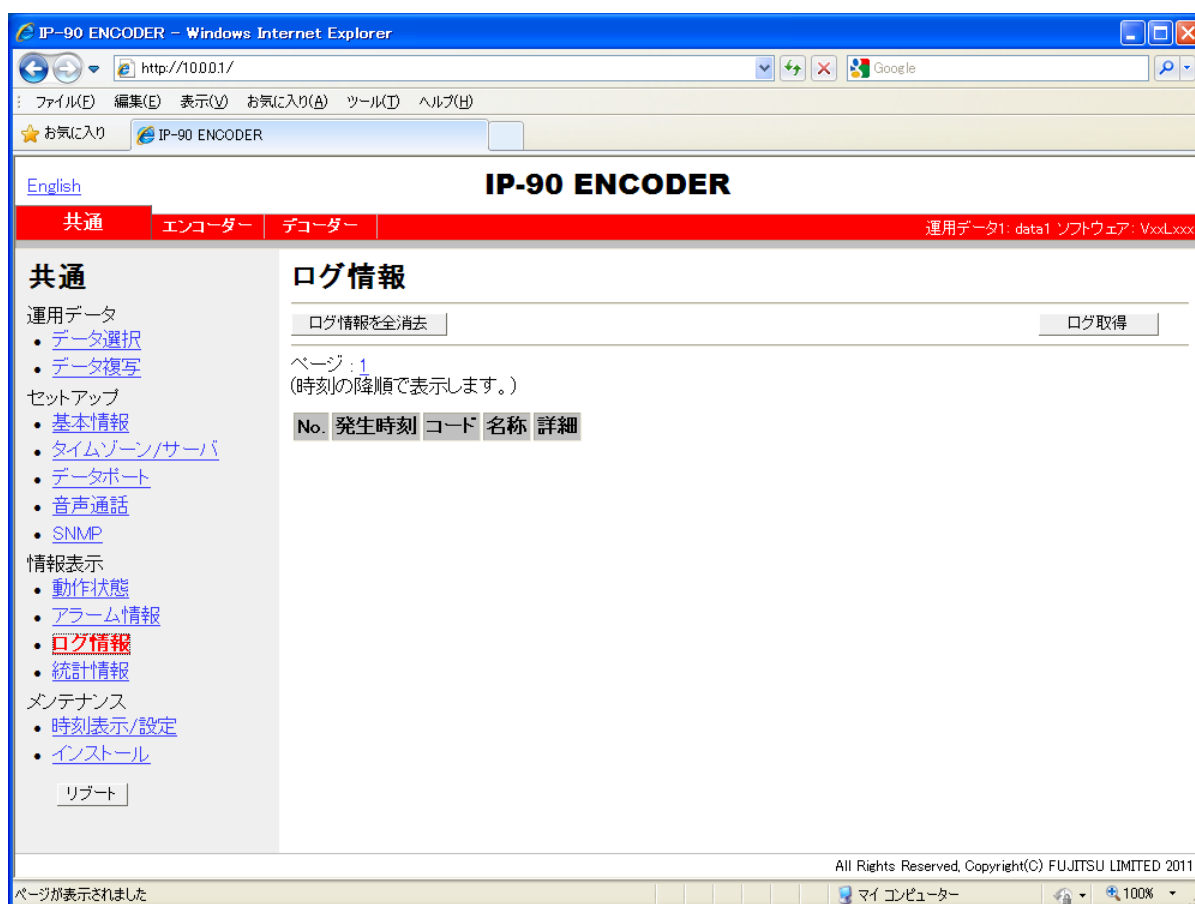 IP-90 ENCODER - Windows Internet Explorer
http://10.0.0.1/
Google
ファイル(F) 編集(E) 表示(V) お気に入り(A) ツール(T) ヘルプ(H)
お気に入り IP-90 ENCODER
English
IP-90 ENCODER
共通 エンコーダー デコーダー 運用データ1: data1 ソフトウェア: VxxLxxx
共通
運用データ
データ選択
データ複写
セットアップ
基本情報
タイムゾーン/サーバ
データポート
音声通話
SNMP
情報表示
動作状態
アラーム情報
ログ情報
統計情報
メンテナンス
時刻表示/設定
インストール
リブート
ログ情報
ログ情報を全消去 ログ取得
ページ : 1
(時刻の降順で表示します。)
No. 発生時刻 コード 名称 詳細
All Rights Reserved, Copyright(C) FUJITSU LIMITED 2011
ページが表示されました マイ コンピューター 100%